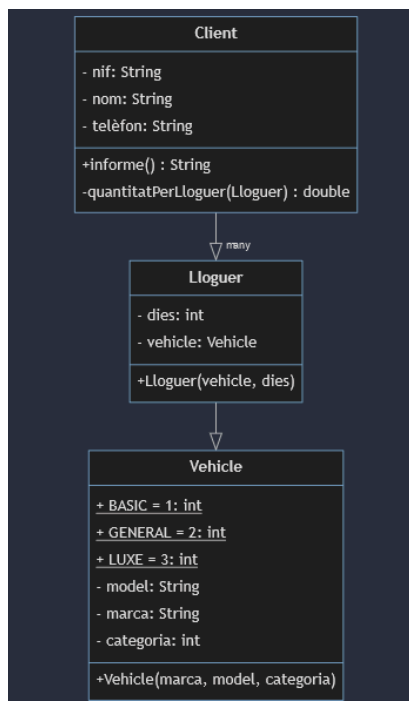 Client
- nif: String
- nom: String
- telèfon: String
+informe() : String
-quantitatPerLloguer(Lloguer) : double
many
Lloguer
- dies: int
- vehicle: Vehicle
+Lloguer(vehicle, dies)
Vehicle
+ BASIC = 1: int
+ GENERAL = 2: int
+ LUXE = 3: int
- model: String
- marca: String
- categoria: int
+Vehicle(marca, model, categoria)